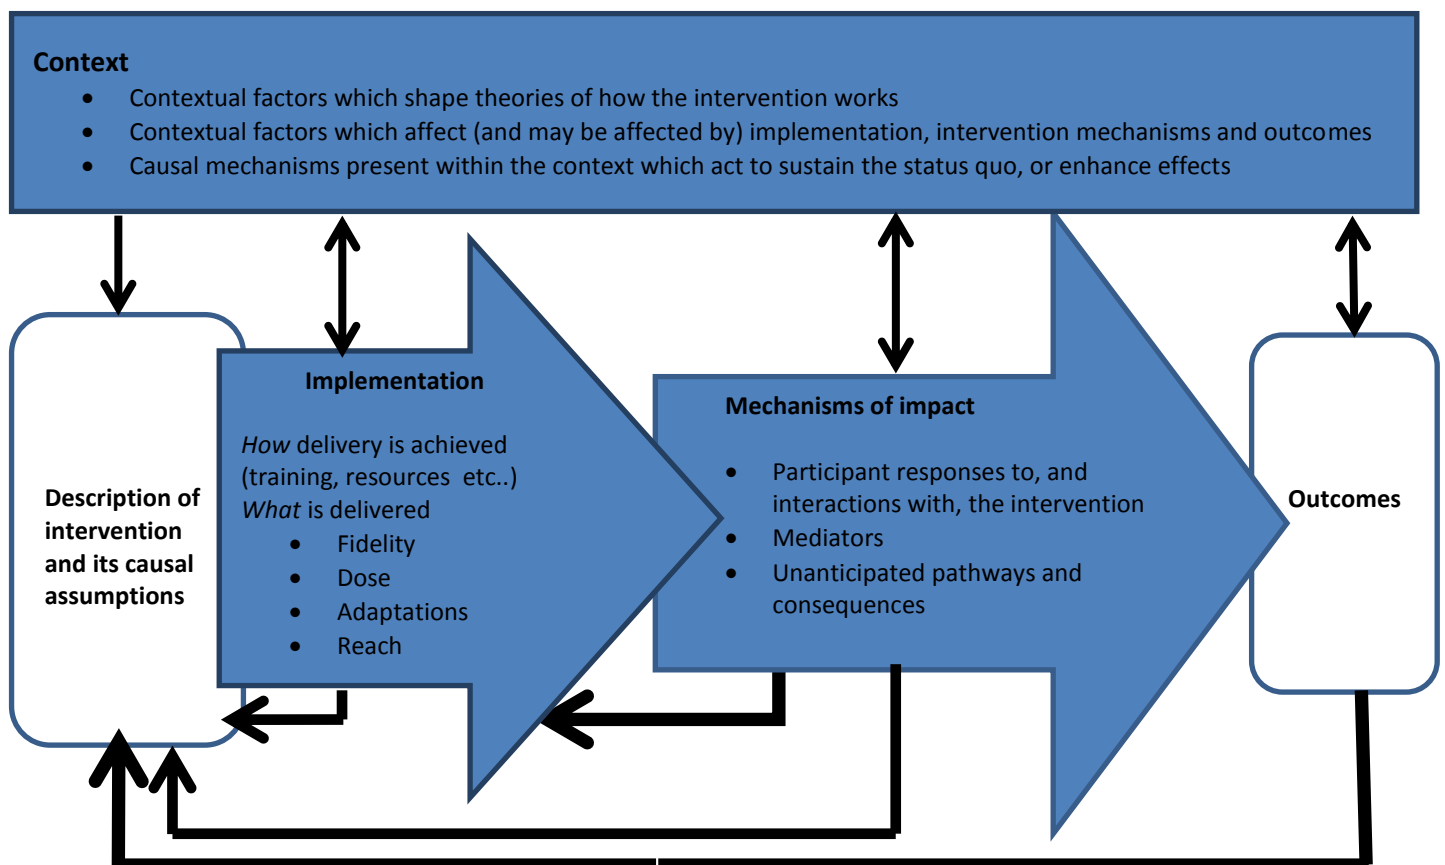 Context
• Contextual factors which shape theories of how the intervention works
• Contextual factors which affect (and may be affected by) implementation, intervention mechanisms and outcomes
• Causal mechanisms present within the context which act to sustain the status quo, or enhance effects
Description of
intervention
and its causal
assumptions
Implementation
How delivery is achieved
(training, resources etc..)
What is delivered
• Fidelity
• Dose
• Adaptations
• Reach
Mechanisms of impact
• Participant responses to, and
interactions with, the intervention
• Mediators
• Unanticipated pathways and
consequences
Outcomes